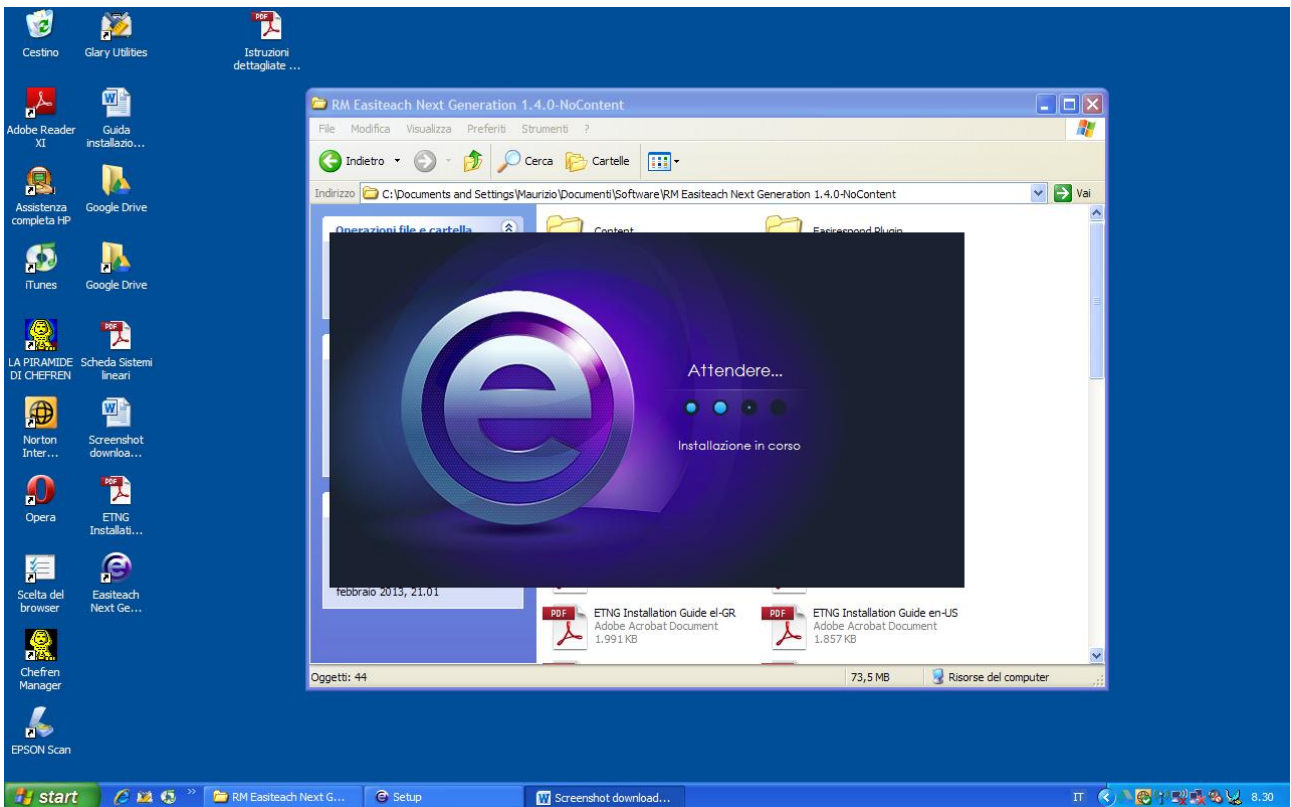 Cestino
Glary Utilities
Istruzioni
dettagliate ...
Adobe Reader
XI
Guida
installazio...
Assistenza
completa HP
Google Drive
iTunes
Google Drive
LA PIRAMIDE
DI CHEFREN
Scheda Sistemi
lineari
Norton
Inter...
Screenshot
downloa...
Opera
ETNG
Installati...
Scelta del
browser
Easiteach
Next Ge...
Chefren
Manager
EPSON Scan
RM Easiteach Next Generation 1.4.0-NoContent
File Modifica Visualizza Preferiti Strumenti ?
Indietro Cerca Cartelle
Indirizzo C:\Documents and Settings\Maurizio\Documenti\Software\RM Easiteach Next Generation 1.4.0-NoContent Vai
Operazioni file e cartella
Content
Easirespond Plugin
Attendere...
Installazione in corso
febbraio 2013, 21.01
PDF ETNG Installation Guide el-GR
Adobe Acrobat Document
1.991 KB
PDF ETNG Installation Guide en-US
Adobe Acrobat Document
1.857 KB
Oggetti: 44 73,5 MB Risorse del computer
start » RM Easiteach Next G... Setup Screenshot download... IT 8.30